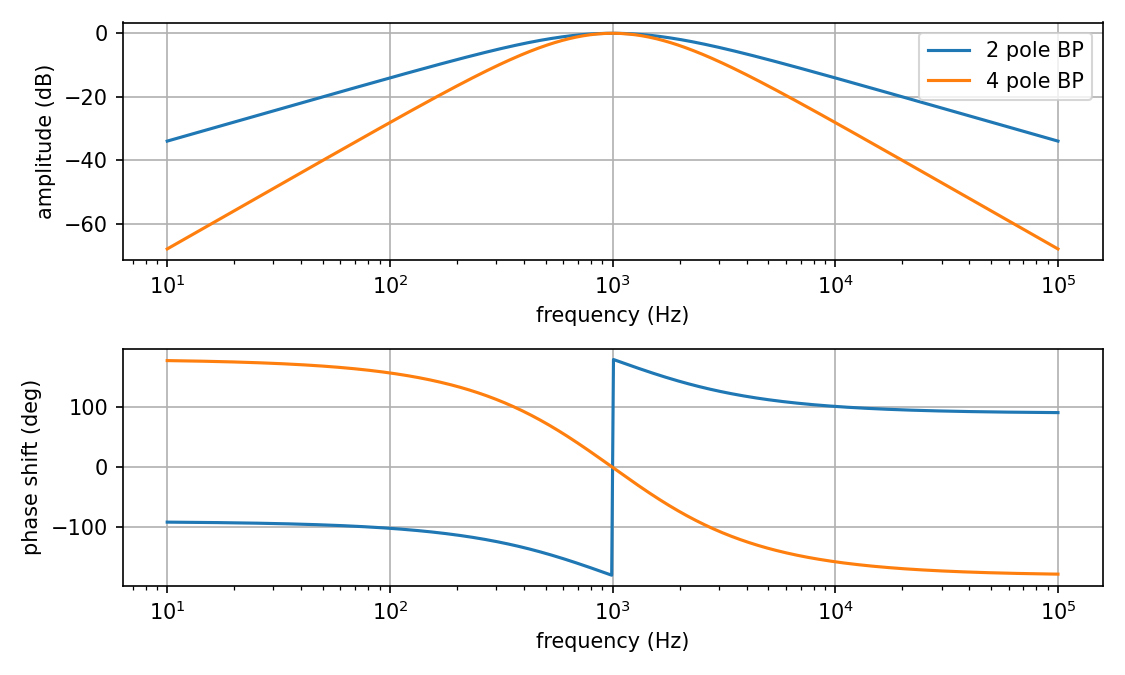 amplitude (dB)
0
−20
−40
−60
2 pole BP
4 pole BP
10¹ 10² 10³ 10⁴ 10⁵
frequency (Hz)
phase shift (deg)
100
0
−100
10¹ 10² 10³ 10⁴ 10⁵
frequency (Hz)